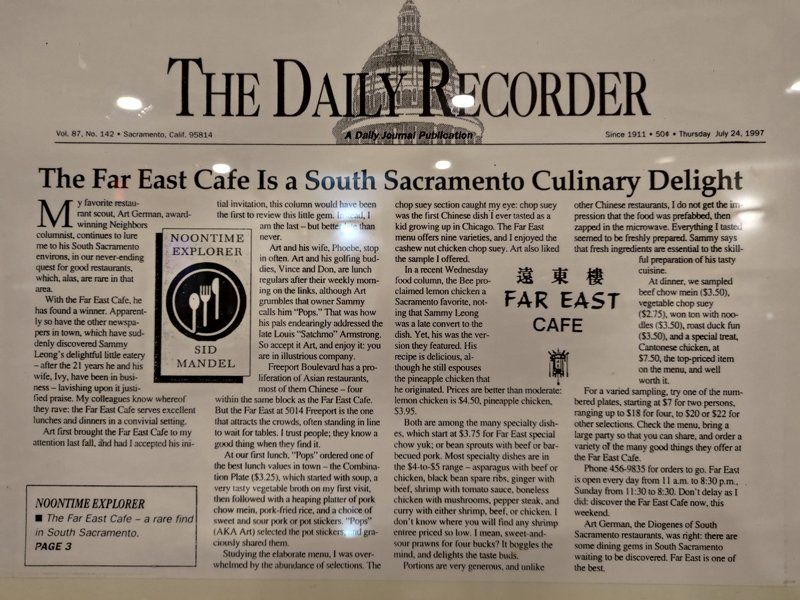 THE DAILY RECORDER
A Daily Journal Publication
Vol. 87, No. 142 • Sacramento, Calif. 95814
Since 1911 • 50¢ • Thursday July 24, 1997
The Far East Cafe Is a South Sacramento Culinary Delight
My favorite restau-
rant scout, Art German, award-
winning Neighbors
columnist, continues to lure
me to his South Sacramento
environs, in our never-ending
quest for good restaurants,
which, alas, are rare in that
area.
With the Far East Cafe, he
has found a winner. Apparent-
ly so have the other newspa-
pers in town, which have sud-
denly discovered Sammy
Leong's delightful little eatery
– after the 21 years he and his
wife, Ivy, have been in busi-
ness – lavishing upon it justi-
fied praise. My colleagues know whereof
they rave: the Far East Cafe serves excellent
lunches and dinners in a convivial setting.
Art first brought the Far East Cafe to my
attention last fall, and had I accepted his ini-
NOONTIME
EXPLORER
SID
MANDEL
NOONTIME EXPLORER
■ The Far East Cafe – a rare find
in South Sacramento.
PAGE 3
tial invitation, this column would have been
the first to review this little gem. Instead, I
am the last – but better late than
never.
Art and his wife, Phoebe, stop
in often. Art and his golfing bud-
dies, Vince and Don, are lunch
regulars after their weekly morn-
ing on the links, although Art
grumbles that owner Sammy
calls him "Pops." That was how
his pals endearingly addressed the
late Louis "Satchmo" Armstrong.
So accept it Art, and enjoy it: you
are in illustrious company.
Freeport Boulevard has a pro-
liferation of Asian restaurants,
most of them Chinese – four
within the same block as the Far East Cafe.
But the Far East at 5014 Freeport is the one
that attracts the crowds, often standing in line
to wait for tables. I trust people; they know a
good thing when they find it.
At our first lunch, "Pops" ordered one of
the best lunch values in town – the Combina-
tion Plate ($3.25), which started with soup, a
very tasty vegetable broth on my first visit,
then followed with a heaping platter of pork
chow mein, pork-fried rice, and a choice of
sweet and sour pork or pot stickers. "Pops"
(AKA Art) selected the pot stickers, and gra-
ciously shared them.
Studying the elaborate menu, I was over-
whelmed by the abundance of selections. The
chop suey section caught my eye: chop suey
was the first Chinese dish I ever tasted as a
kid growing up in Chicago. The Far East
menu offers nine varieties, and I enjoyed the
cashew nut chicken chop suey. Art also liked
the sample I offered.
In a recent Wednesday
food column, the Bee pro-
claimed lemon chicken a
Sacramento favorite, not-
ing that Sammy Leong
was a late convert to the
dish. Yet, his was the ver-
sion they featured. His
recipe is delicious, al-
though he still espouses
the pineapple chicken that
he originated. Prices are better than moderate:
lemon chicken is $4.50, pineapple chicken,
$3.95.
Both are among the many specialty dish-
es, which start at $3.75 for Far East special
chow yuk; or bean sprouts with beef or bar-
becued pork. Most specialty dishes are in
the $4-to-$5 range – asparagus with beef or
chicken, black bean spare ribs, ginger with
beef, shrimp with tomato sauce, boneless
chicken with mushrooms, pepper steak, and
curry with either shrimp, beef, or chicken. I
don't know where you will find any shrimp
entree priced so low. I mean, sweet-and-
sour prawns for four bucks? It boggles the
mind, and delights the taste buds.
Portions are very generous, and unlike
遠東樓
FAR EAST
CAFE
other Chinese restaurants, I do not get the im-
pression that the food was prefabbed, then
zapped in the microwave. Everything I tasted
seemed to be freshly prepared. Sammy says
that fresh ingredients are essential to the skill-
ful preparation of his tasty
cuisine.
At dinner, we sampled
beef chow mein ($3.50),
vegetable chop suey
($2.75), won ton with noo-
dles ($3.50), roast duck fun
($3.50), and a special treat,
Cantonese chicken, at
$7.50, the top-priced item
on the menu, and well
worth it.
For a varied sampling, try one of the num-
bered plates, starting at $7 for two persons,
ranging up to $18 for four, to $20 or $22 for
other selections. Check the menu, bring a
large party so that you can share, and order a
variety of the many good things they offer at
the Far East Cafe.
Phone 456-9835 for orders to go. Far East
is open every day from 11 a.m. to 8:30 p.m.,
Sunday from 11:30 to 8:30. Don't delay as I
did: discover the Far East Cafe now, this
weekend.
Art German, the Diogenes of South
Sacramento restaurants, was right: there are
some dining gems in South Sacramento
waiting to be discovered. Far East is one of
the best.